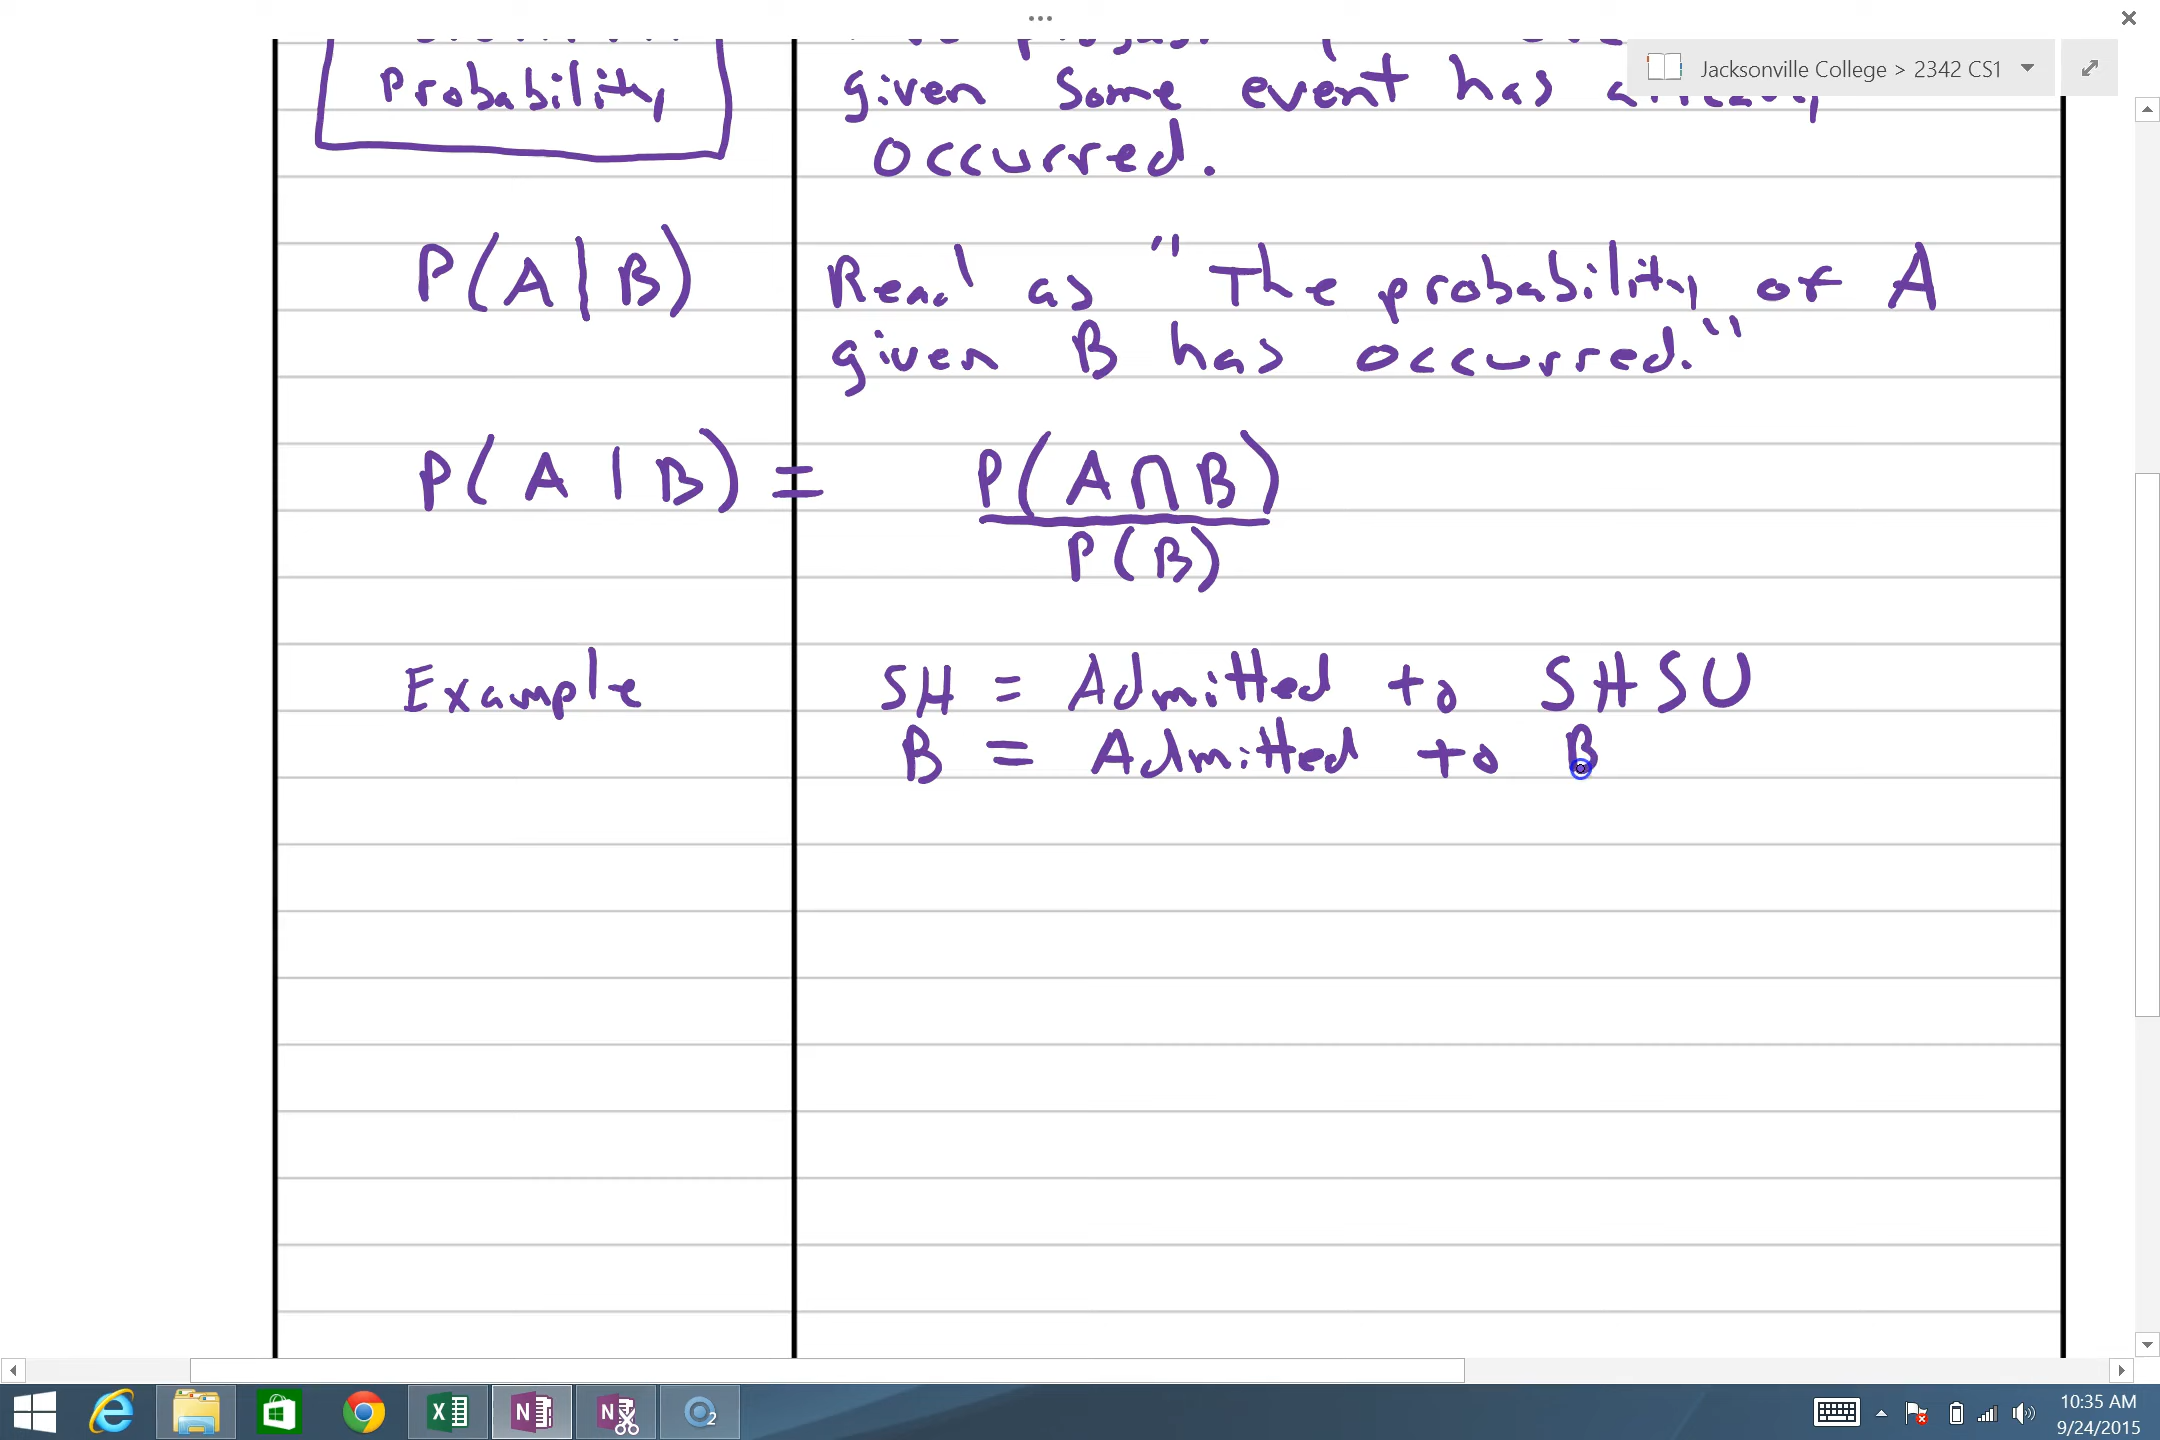 Jacksonville College > 2342 CS1
Probability
given some event has already
occurred.
P(A|B)
Read as "The probability of A
given B has occurred."
P(A|B) = P(A∩B)
P(B)
Example
SH = Admitted to SHSU
B = Admitted to B
10:35 AM
9/24/2015